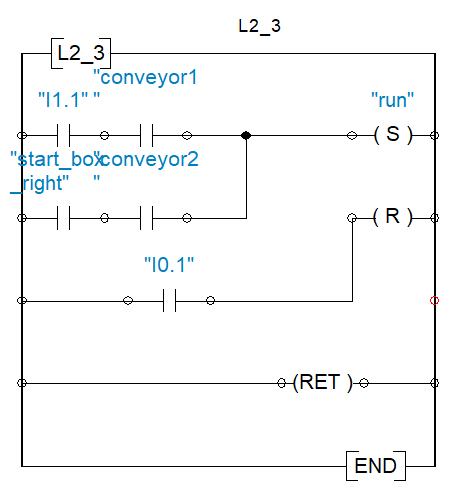 L2_3
L2_3
"conveyor1
"I1.1" "
"run"
( S )
"start_box "conveyor2
_right" "
( R )
"I0.1"
(RET )
END